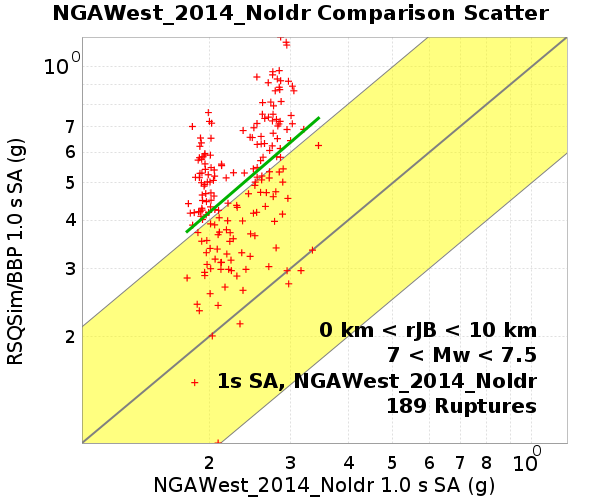 NGAWest_2014_NoIdr Comparison Scatter
RSQSim/BBP 1.0 s SA (g)
10⁰
7
6
5
4
3
2
0 km < rJB < 10 km
7 < Mw < 7.5
1s SA, NGAWest_2014_NoIdr
189 Ruptures
2 3 4 5 6 7 8 10⁰
NGAWest_2014_NoIdr 1.0 s SA (g)